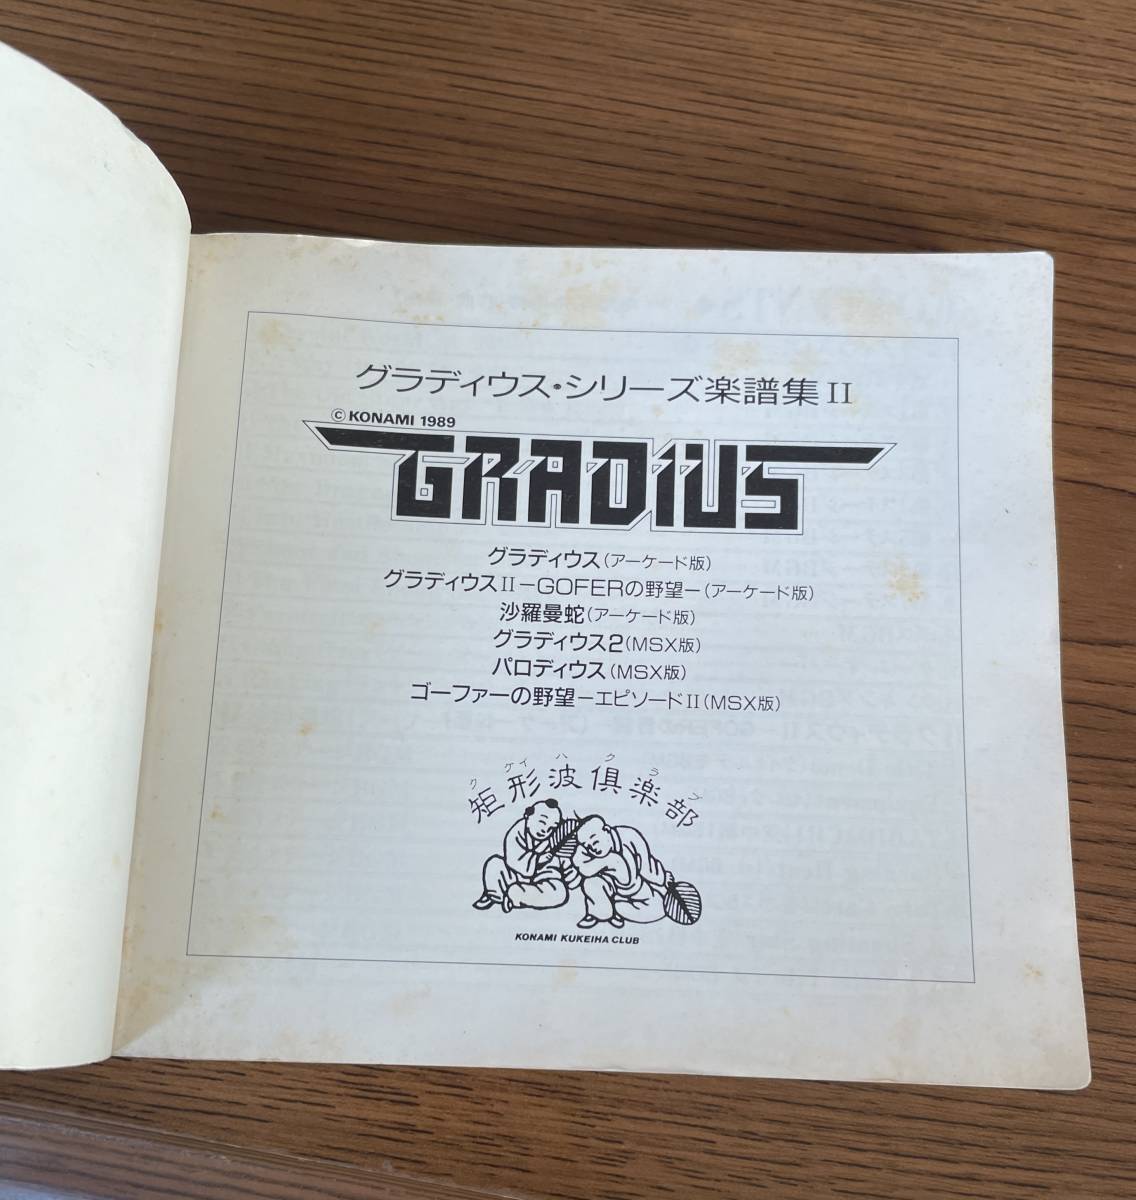 グラディウス・シリーズ楽譜集II
© KONAMI 1989
GRADIUS
グラディウス(アーケード版)
グラディウスII－GOFERの野望－(アーケード版)
沙羅曼蛇(アーケード版)
グラディウス2(MSX版)
パロディウス(MSX版)
ゴーファーの野望－エピソードII(MSX版)
クケイハクラブ
矩形波倶楽部
KONAMI KUKEIHA CLUB